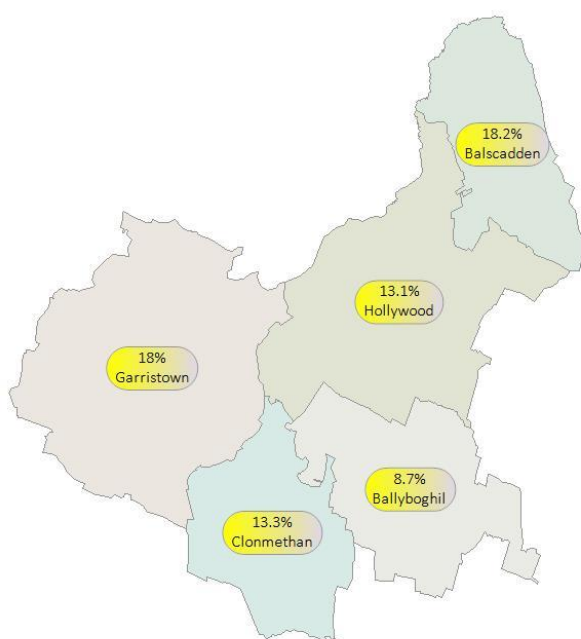 18.2%
Balscadden
13.1%
Hollywood
18%
Garristown
8.7%
Ballyboghil
13.3%
Clonmethan